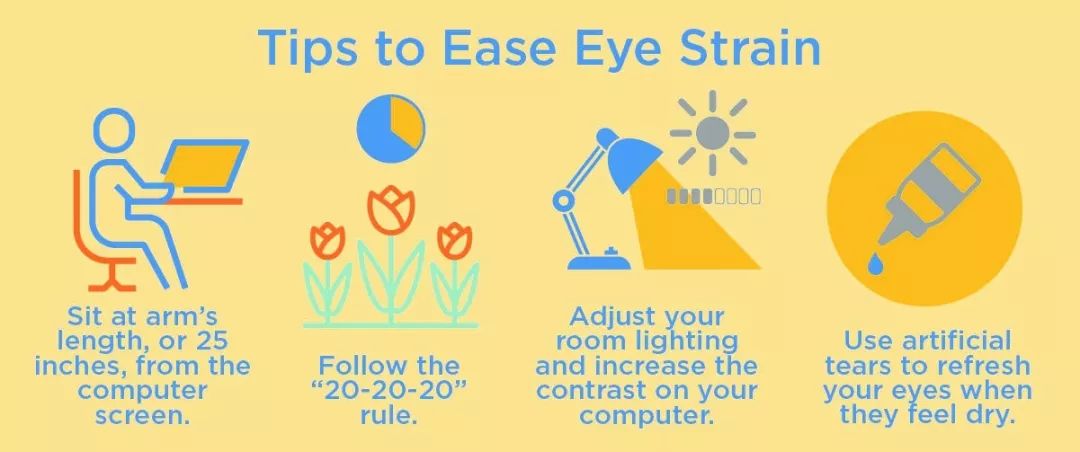 Tips to Ease Eye Strain
Sit at arm's
length, or 25
inches, from the
computer
screen.
Follow the
“20-20-20”
rule.
Adjust your
room lighting
and increase the
contrast on your
computer.
Use artificial
tears to refresh
your eyes when
they feel dry.